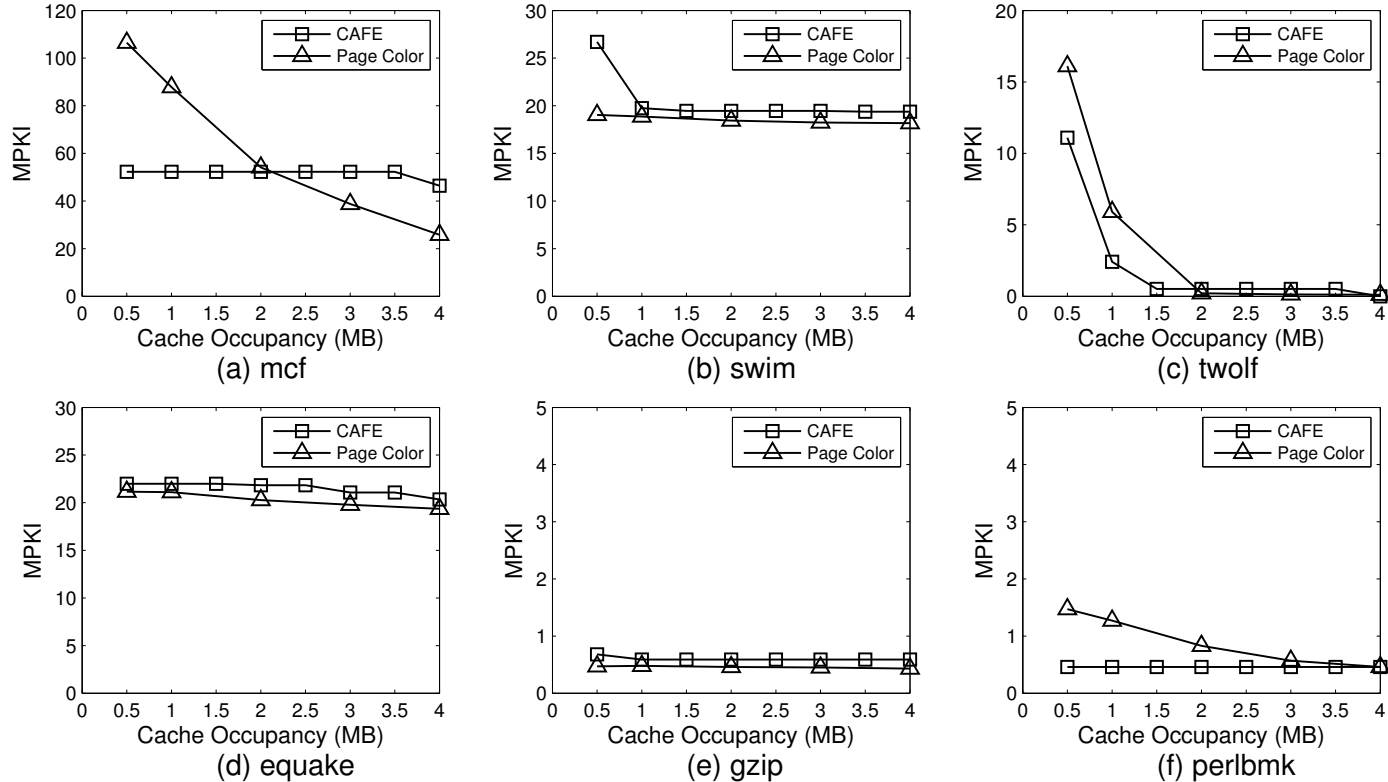 120
100
80
60
40
20
0
MPKI
CAFE
Page Color
0 0.5 1 1.5 2 2.5 3 3.5 4
Cache Occupancy (MB)
(a) mcf
30
25
20
15
10
5
0
MPKI
CAFE
Page Color
0 0.5 1 1.5 2 2.5 3 3.5 4
Cache Occupancy (MB)
(b) swim
20
15
10
5
0
MPKI
CAFE
Page Color
0 0.5 1 1.5 2 2.5 3 3.5 4
Cache Occupancy (MB)
(c) twolf
30
25
20
15
10
5
0
MPKI
CAFE
Page Color
0 0.5 1 1.5 2 2.5 3 3.5 4
Cache Occupancy (MB)
(d) equake
5
4
3
2
1
0
MPKI
CAFE
Page Color
0 0.5 1 1.5 2 2.5 3 3.5 4
Cache Occupancy (MB)
(e) gzip
5
4
3
2
1
0
MPKI
CAFE
Page Color
0 0.5 1 1.5 2 2.5 3 3.5 4
Cache Occupancy (MB)
(f) perlbmk